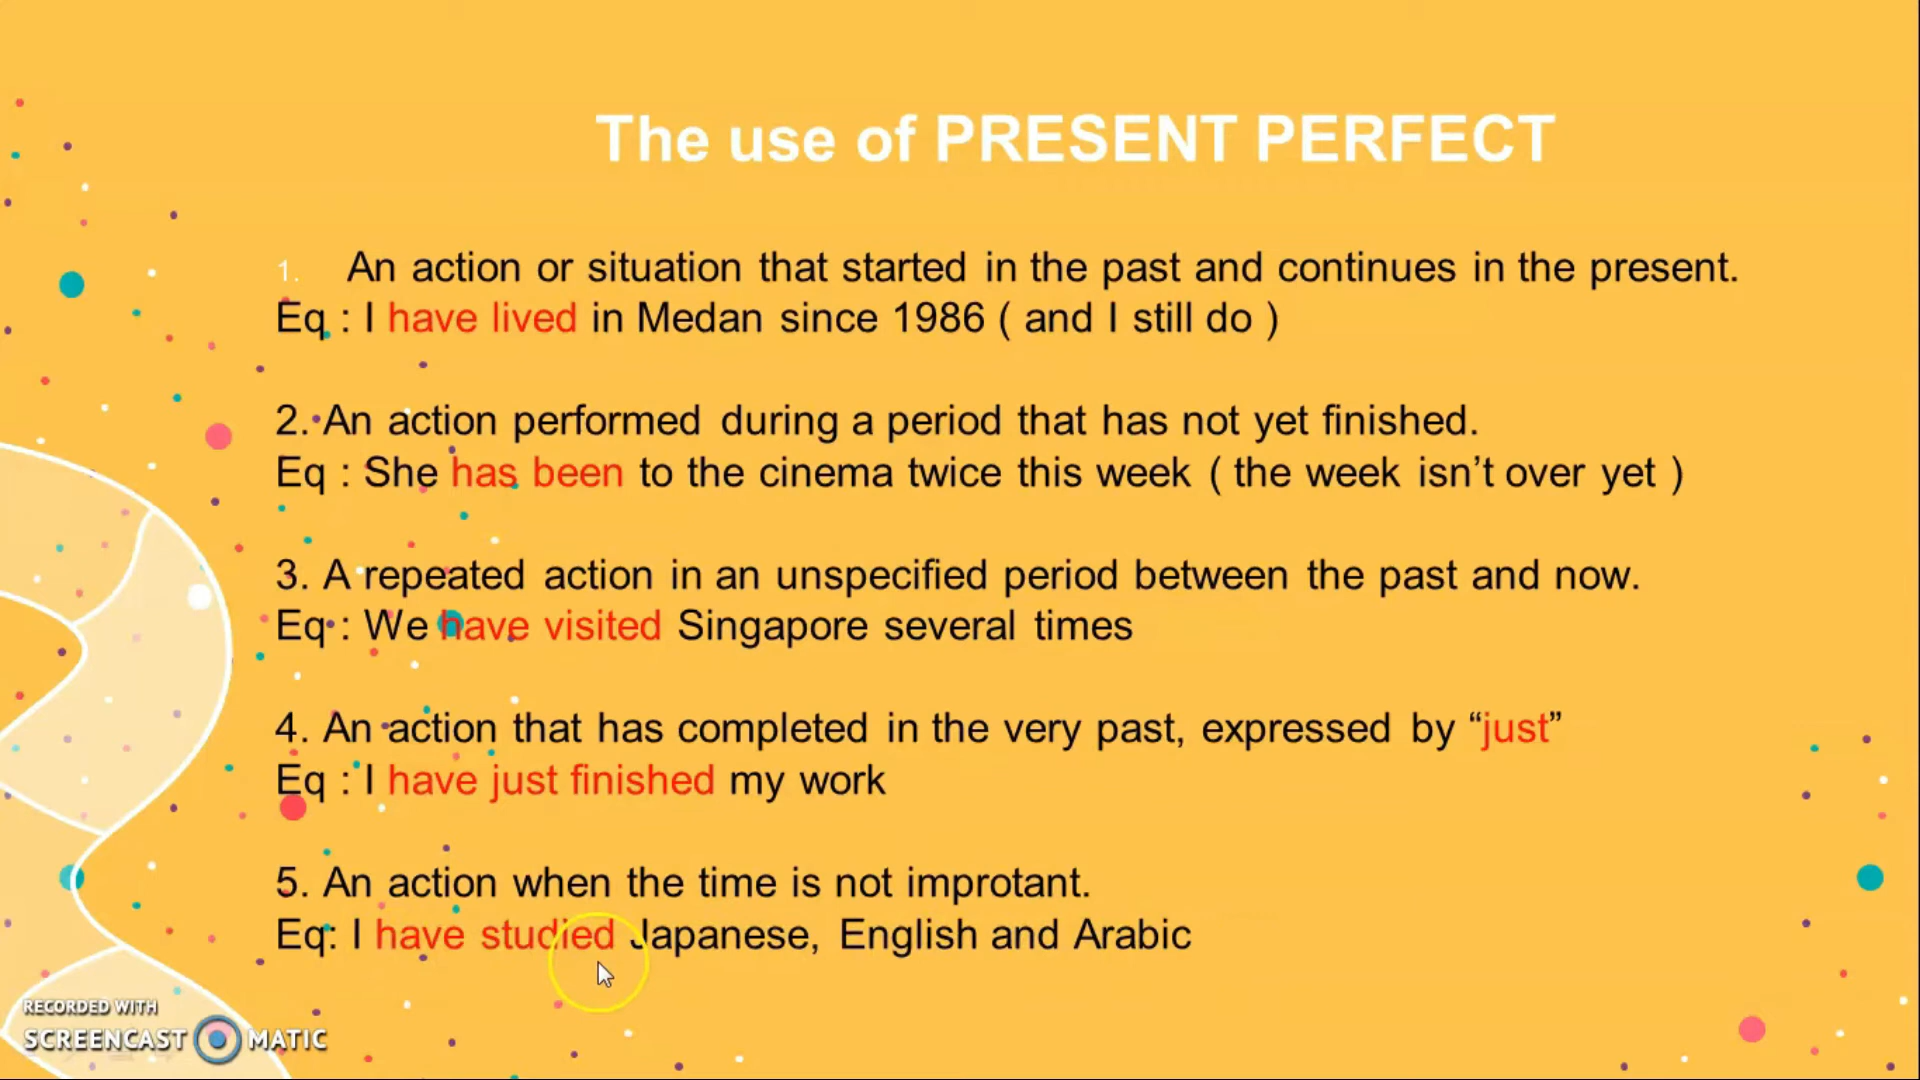 The use of PRESENT PERFECT
1. An action or situation that started in the past and continues in the present.
Eq : I have lived in Medan since 1986 ( and I still do )
2. An action performed during a period that has not yet finished.
Eq : She has been to the cinema twice this week ( the week isn’t over yet )
3. A repeated action in an unspecified period between the past and now.
Eq : We have visited Singapore several times
4. An action that has completed in the very past, expressed by “just”
Eq : I have just finished my work
5. An action when the time is not improtant.
Eq: I have studied Japanese, English and Arabic
RECORDED WITH
SCREENCAST MATIC